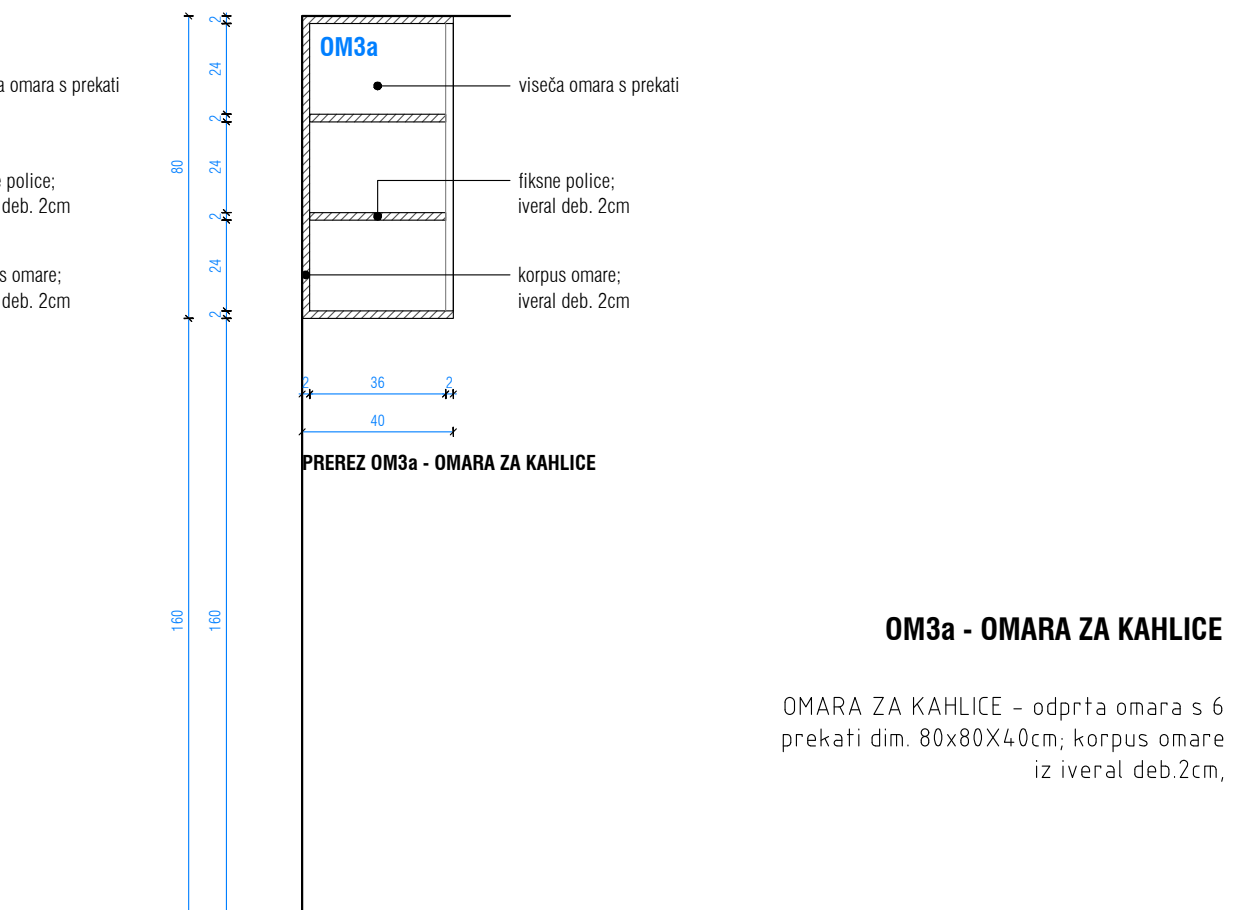 OM3a
a omara s prekati
viseča omara s prekati
e police;
deb. 2cm
fiksne police;
iveral deb. 2cm
s omare;
deb. 2cm
korpus omare;
iveral deb. 2cm
2
24
2
24
2
24
2
80
160
160
2 36 2
40
PREREZ OM3a - OMARA ZA KAHLICE
OM3a - OMARA ZA KAHLICE
OMARA ZA KAHLICE - odprta omara s 6
prekati dim. 80x80X40cm; korpus omare
iz iveral deb.2cm,